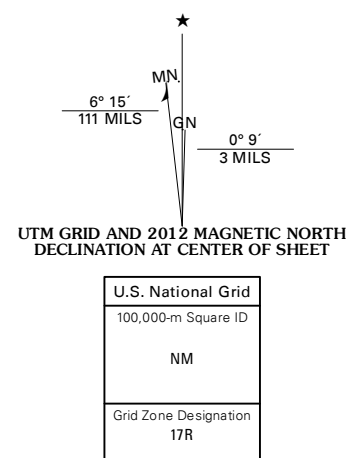 ★
MN.
6° 15´
111 MILS
GN
0° 9´
3 MILS
UTM GRID AND 2012 MAGNETIC NORTH
DECLINATION AT CENTER OF SHEET
U.S. National Grid
100,000-m Square ID
NM
Grid Zone Designation
17R